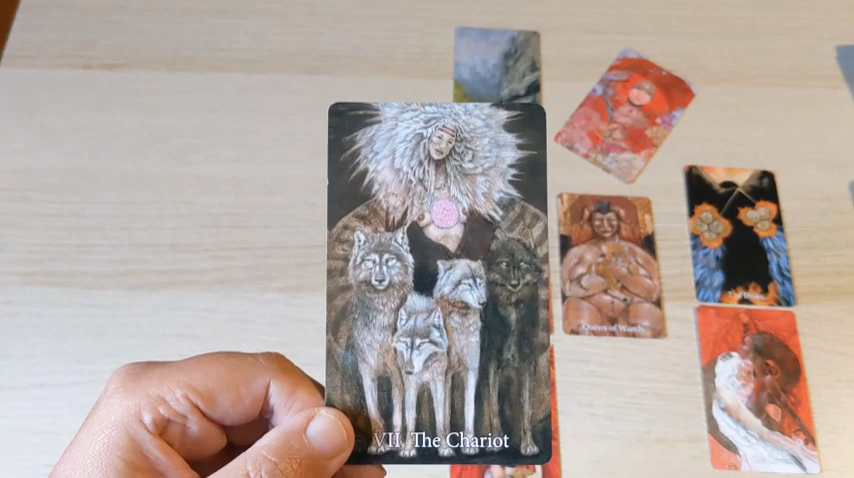 VII. The Chariot
Queen of Wands